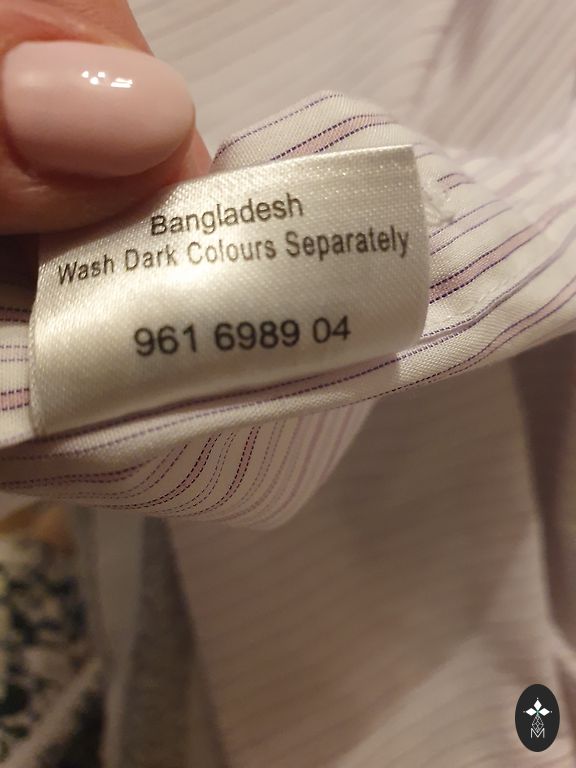 Bangladesh
Wash Dark Colours Separately
961 6989 04
M